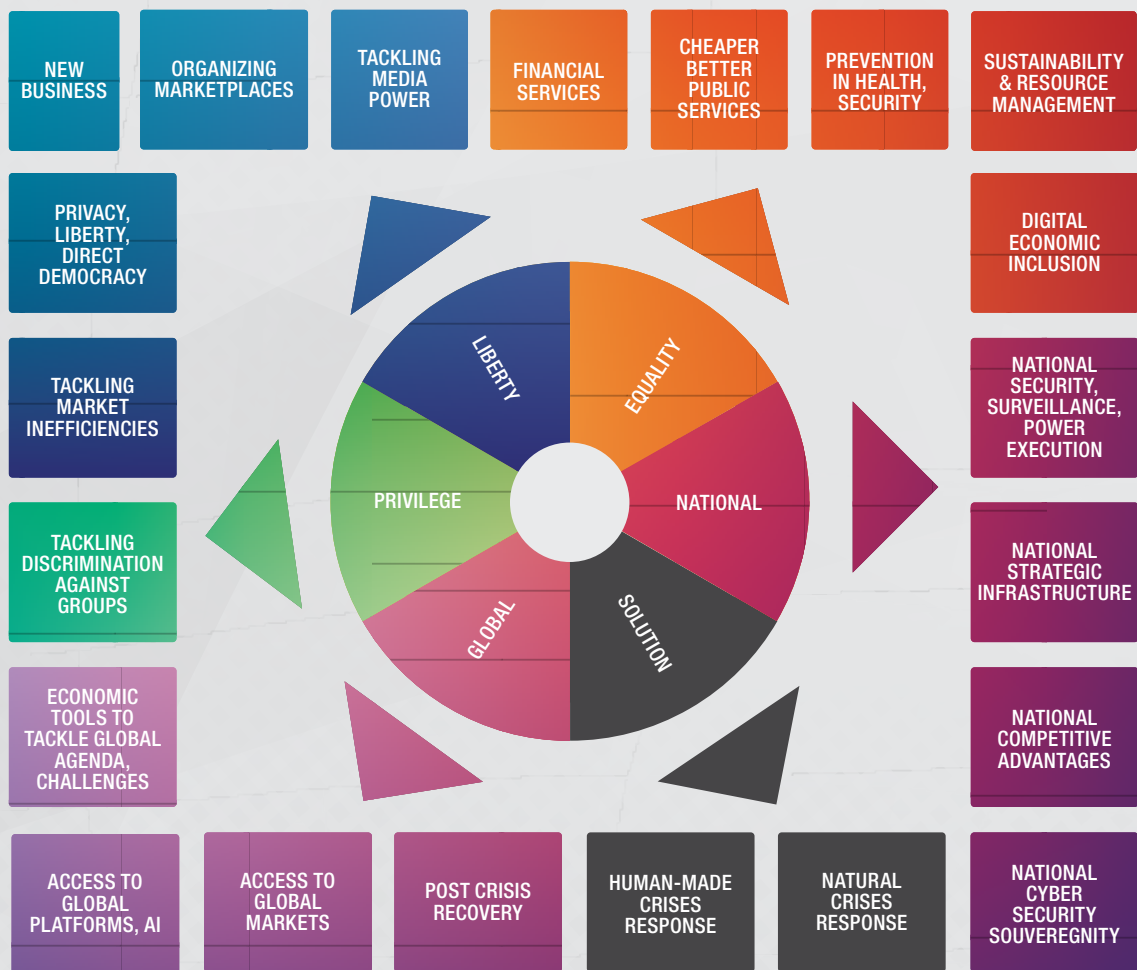 NEW
BUSINESS
ORGANIZING
MARKETPLACES
TACKLING
MEDIA
POWER
FINANCIAL
SERVICES
CHEAPER
BETTER
PUBLIC
SERVICES
PREVENTION
IN HEALTH,
SECURITY
SUSTAINABILITY
& RESOURCE
MANAGEMENT
PRIVACY,
LIBERTY,
DIRECT
DEMOCRACY
DIGITAL
ECONOMIC
INCLUSION
TACKLING
MARKET
INEFFICIENCIES
LIBERTY
EQUALITY
NATIONAL
SECURITY,
SURVEILLANCE,
POWER
EXECUTION
PRIVILEGE
NATIONAL
TACKLING
DISCRIMINATION
AGAINST
GROUPS
NATIONAL
STRATEGIC
INFRASTRUCTURE
GLOBAL
SOLUTION
ECONOMIC
TOOLS TO
TACKLE GLOBAL
AGENDA,
CHALLENGES
NATIONAL
COMPETITIVE
ADVANTAGES
ACCESS TO
GLOBAL
PLATFORMS, AI
ACCESS TO
GLOBAL
MARKETS
POST CRISIS
RECOVERY
HUMAN-MADE
CRISES
RESPONSE
NATURAL
CRISES
RESPONSE
NATIONAL
CYBER
SECURITY
SOUVEREGNITY